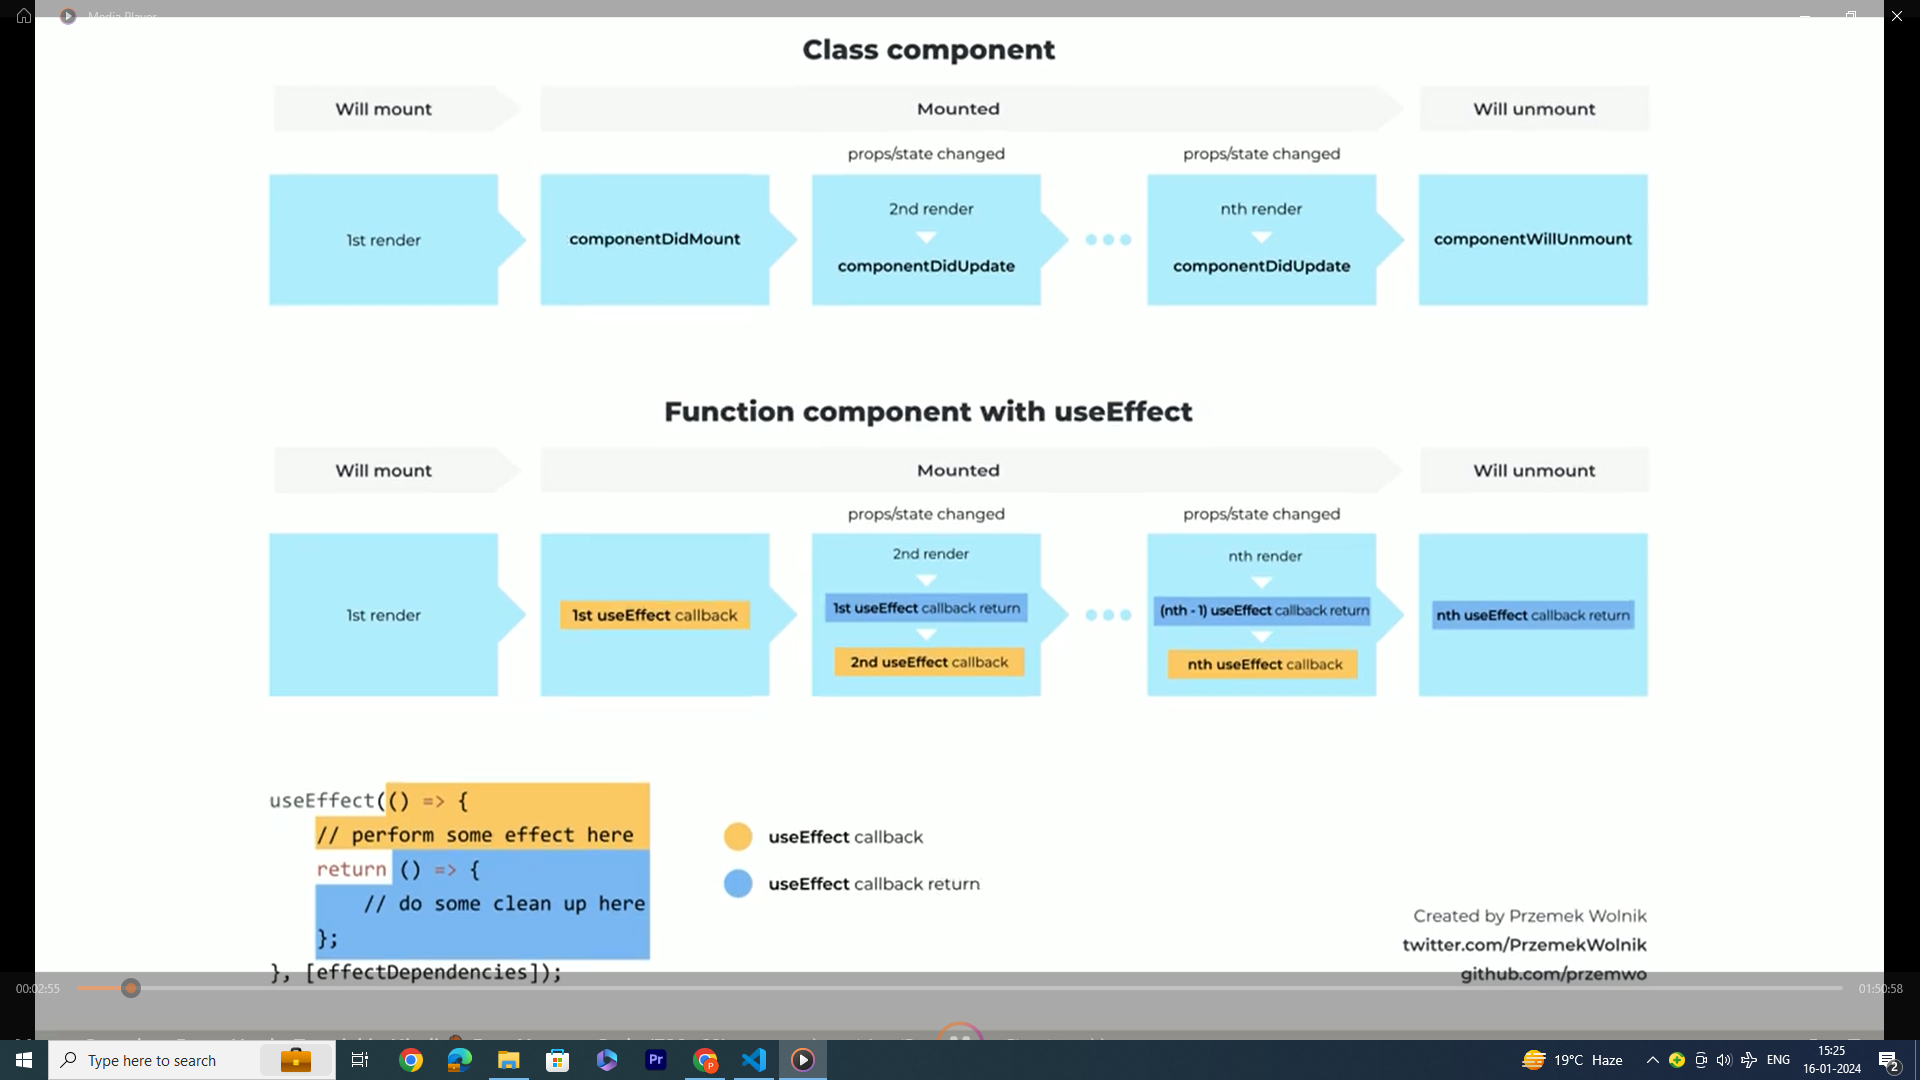 Media Player
Class component
Will mount
Mounted
Will unmount
props/state changed
props/state changed
1st render
componentDidMount
2nd render
componentDidUpdate
nth render
componentDidUpdate
componentWillUnmount
Function component with useEffect
Will mount
Mounted
Will unmount
props/state changed
props/state changed
1st render
1st useEffect callback
2nd render
1st useEffect callback return
2nd useEffect callback
nth render
(nth - 1) useEffect callback return
nth useEffect callback
nth useEffect callback return
useEffect(() => {
// perform some effect here
return () => {
// do some clean up here
};
}, [effectDependencies]);
useEffect callback
useEffect callback return
Created by Przemek Wolnik
twitter.com/PrzemekWolnik
github.com/przemwo
00:02:55
01:50:58
Type here to search
Pr
P
19°C Haze
ENG
15:25
16-01-2024
2